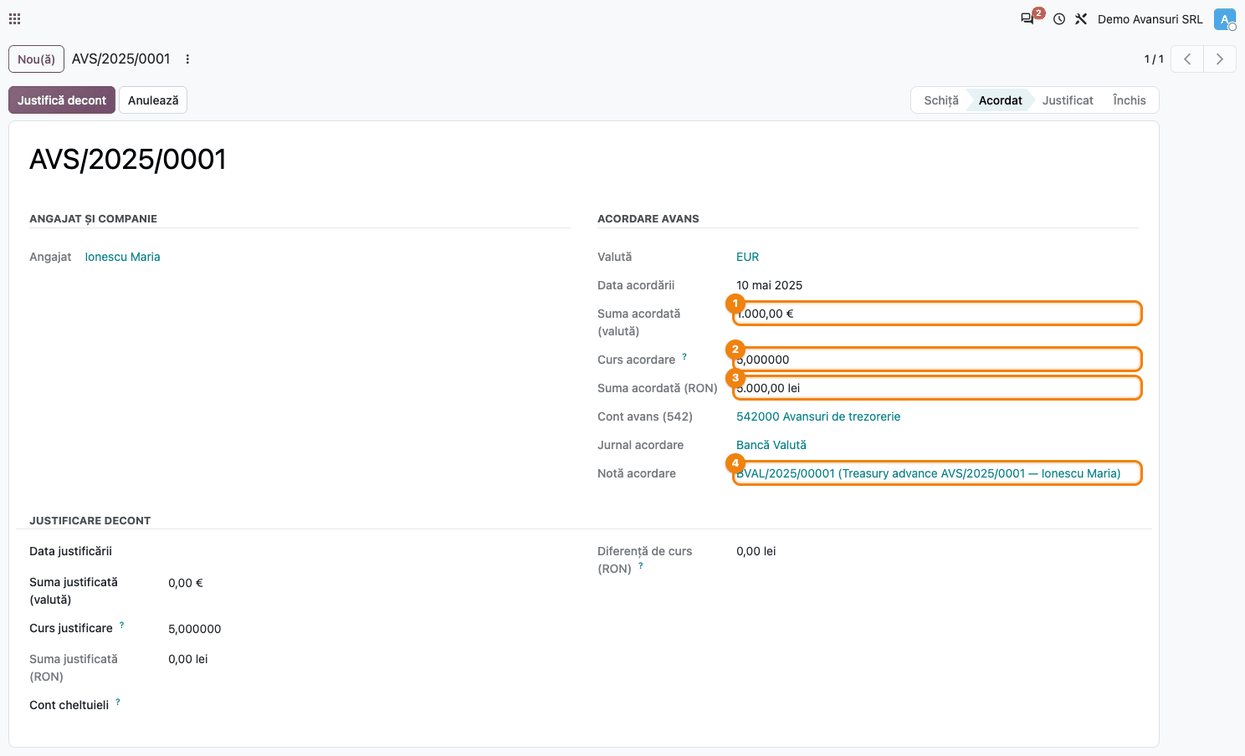 2
Demo Avansuri SRL
A
Nou(ă)
AVS/2025/0001
1 / 1
Justifică decont
Anulează
Schiță
Acordat
Justificat
Închis
AVS/2025/0001
ANGAJAT ȘI COMPANIE
Angajat
Ionescu Maria
ACORDARE AVANS
Valută
EUR
Data acordării
10 mai 2025
Suma acordată
(valută)
1
1.000,00 €
Curs acordare ?
2
5,000000
Suma acordată (RON)
3
5.000,00 lei
Cont avans (542)
542000 Avansuri de trezorerie
Jurnal acordare
Bancă Valută
Notă acordare
4
BVAL/2025/00001 (Treasury advance AVS/2025/0001 — Ionescu Maria)
JUSTIFICARE DECONT
Data justificării
Suma justificată
(valută)
0,00 €
Curs justificare ?
5,000000
Suma justificată
(RON)
0,00 lei
Cont cheltuieli ?
Diferență de curs
(RON) ?
0,00 lei